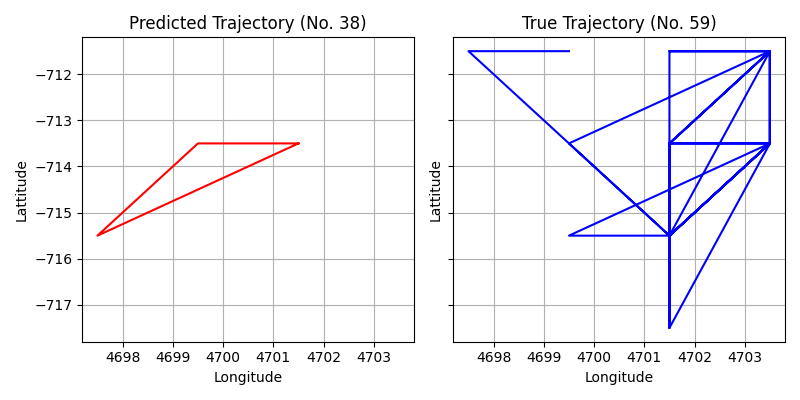 Predicted Trajectory (No. 38)
True Trajectory (No. 59)
Lattitude
−712
−713
−714
−715
−716
−717
4698 4699 4700 4701 4702 4703
Longitude
Lattitude
4698 4699 4700 4701 4702 4703
Longitude